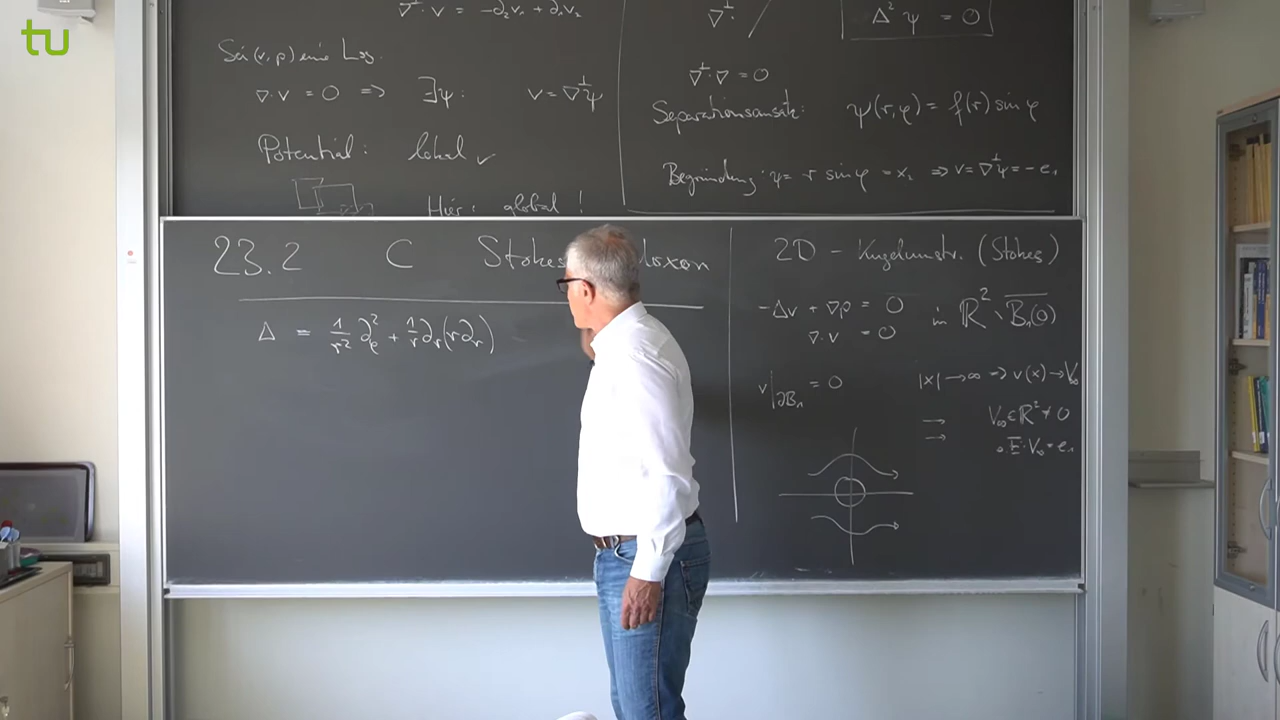 tu
∇^⊥·v = -∂₂v₁ + ∂₁v₂
Sei (v, p) eine Lsg.
∇·v = 0 => ∃ψ: v = ∇^⊥ψ
Potential: lokal ✓
Hier: global!
∇^⊥·
Δ²ψ = 0
∇^⊥·∇ = 0
Separationsansatz: ψ(r,φ) = f(r) sin φ
Begründung: ψ = r sin φ = x₂ => v = ∇^⊥ψ = -e₁
23.2 C Stokes
Δ = 1/r² ∂φ² + 1/r ∂r(r∂r)
2D - Kugelumstr. (Stokes)
-Δv + ∇p = 0
∇·v = 0
in ℝ² \ B₁(0)
v|∂B₁ = 0
|x| → ∞ => v(x) → V∞
→ V∞ ∈ ℝ² ≠ 0
→ o.E. V∞ = e₁